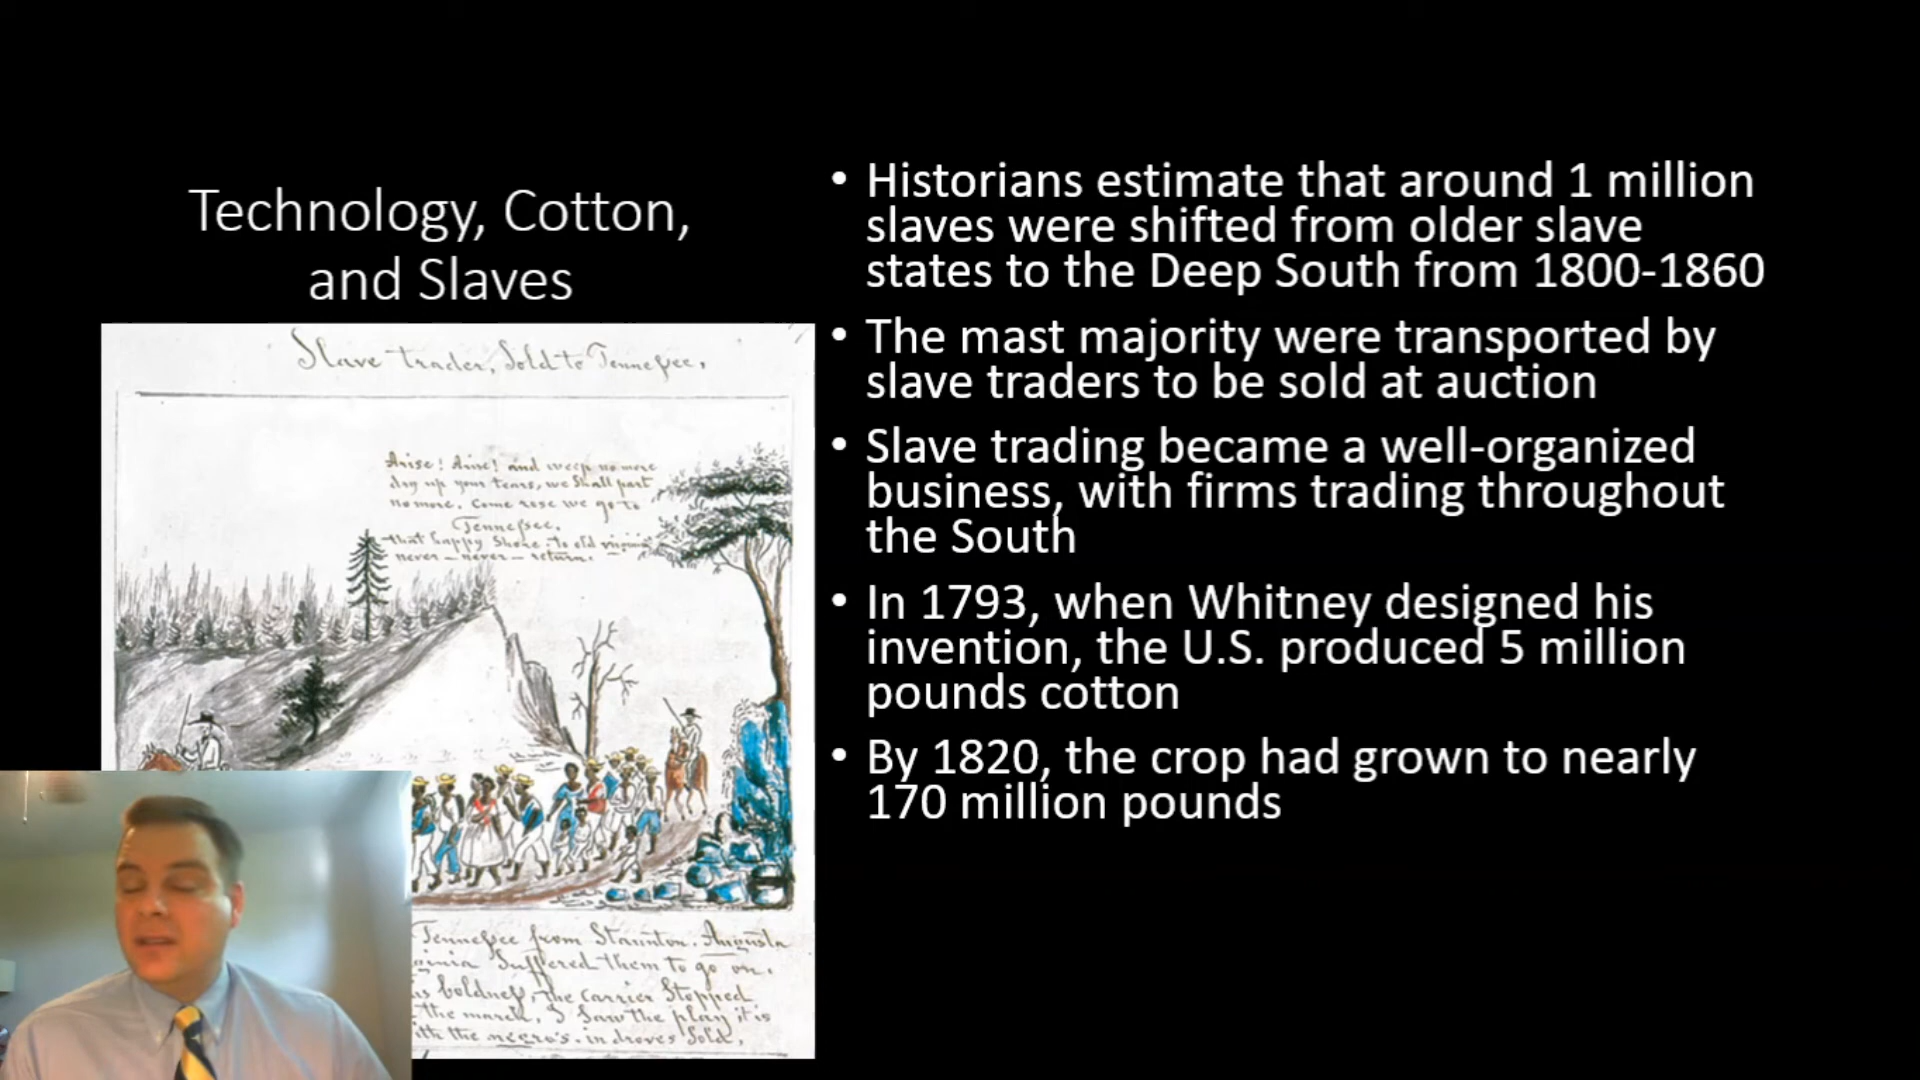 Technology, Cotton,
and Slaves
• Historians estimate that around 1 million
slaves were shifted from older slave
states to the Deep South from 1800-1860
• The mast majority were transported by
slave traders to be sold at auction
• Slave trading became a well-organized
business, with firms trading throughout
the South
• In 1793, when Whitney designed his
invention, the U.S. produced 5 million
pounds cotton
• By 1820, the crop had grown to nearly
170 million pounds
Slave trader, Sold to Tennessee,
Arise! Arise! and weep no more
dry up your tears, we Shall part
no more. Come rose we go to
Tennessee,
that happy Shore. to old virginia
never - never - return.
Tennessee from Staunton. Augusta
Suffered them to go on.
boldness, the carrier Stopped
the march, I Saw the play it is
the negro's. in droves Sold,